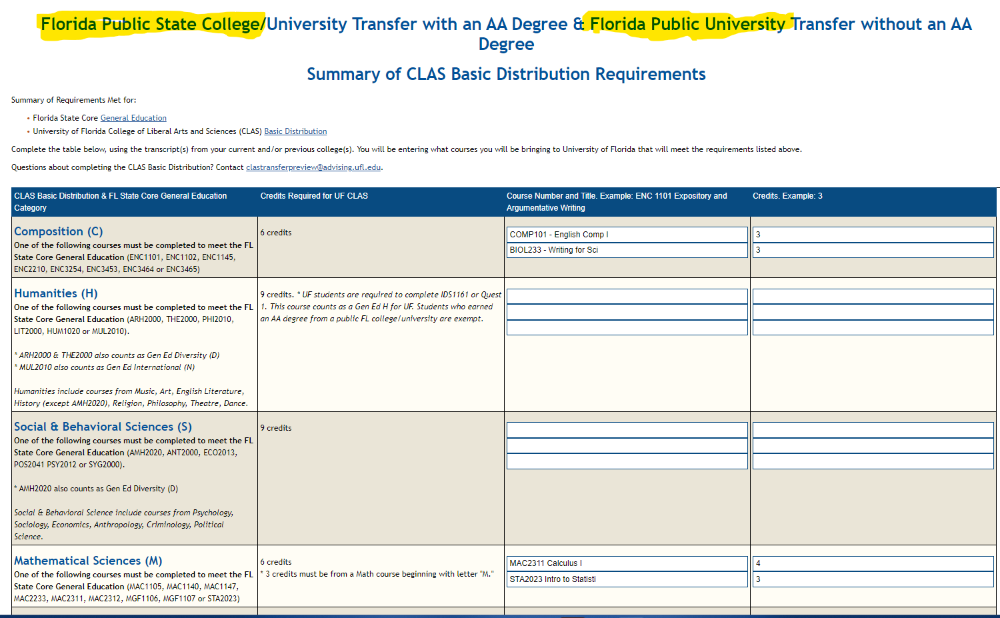 Florida Public State College/University Transfer with an AA Degree & Florida Public University Transfer without an AA
Degree
Summary of CLAS Basic Distribution Requirements
Summary of Requirements Met for:
• Florida State Core General Education
• University of Florida College of Liberal Arts and Sciences (CLAS) Basic Distribution
Complete the table below, using the transcript(s) from your current and/or previous college(s). You will be entering what courses you will be bringing to University of Florida that will meet the requirements listed above.
Questions about completing the CLAS Basic Distribution? Contact clastransferpreview@advising.ufl.edu.
CLAS Basic Distribution & FL State Core General Education
Category
Credits Required for UF CLAS
Course Number and Title. Example: ENC 1101 Expository and
Argumentative Writing
Credits. Example: 3
Composition (C)
One of the following courses must be completed to meet the FL
State Core General Education (ENC1101, ENC1102, ENC1145,
ENC2210, ENC3254, ENC3453, ENC3464 or ENC3465)
6 credits
COMP101 - English Comp I
3
BIOL233 - Writing for Sci
3
Humanities (H)
One of the following courses must be completed to meet the FL
State Core General Education (ARH2000, THE2000, PHI2010,
LIT2000, HUM1020 or MUL2010).
* ARH2000 & THE2000 also counts as Gen Ed Diversity (D)
* MUL2010 also counts as Gen Ed International (N)
Humanities include courses from Music, Art, English Literature,
History (except AMH2020), Religion, Philosophy, Theatre, Dance.
9 credits. * UF students are required to complete IDS1161 or Quest
1. This course counts as a Gen Ed H for UF. Students who earned
an AA degree from a public FL college/university are exempt.
Social & Behavioral Sciences (S)
One of the following courses must be completed to meet the FL
State Core General Education (AMH2020, ANT2000, ECO2013,
POS2041 PSY2012 or SYG2000).
* AMH2020 also counts as Gen Ed Diversity (D)
Social & Behavioral Science include courses from Psychology,
Sociology, Economics, Anthropology, Criminology, Political
Science.
9 credits
Mathematical Sciences (M)
One of the following courses must be completed to meet the FL
State Core General Education (MAC1105, MAC1140, MAC1147,
MAC2233, MAC2311, MAC2312, MGF1106, MGF1107 or STA2023)
6 credits
* 3 credits must be from a Math course beginning with letter "M."
MAC2311 Calculus I
4
STA2023 Intro to Statisti
3